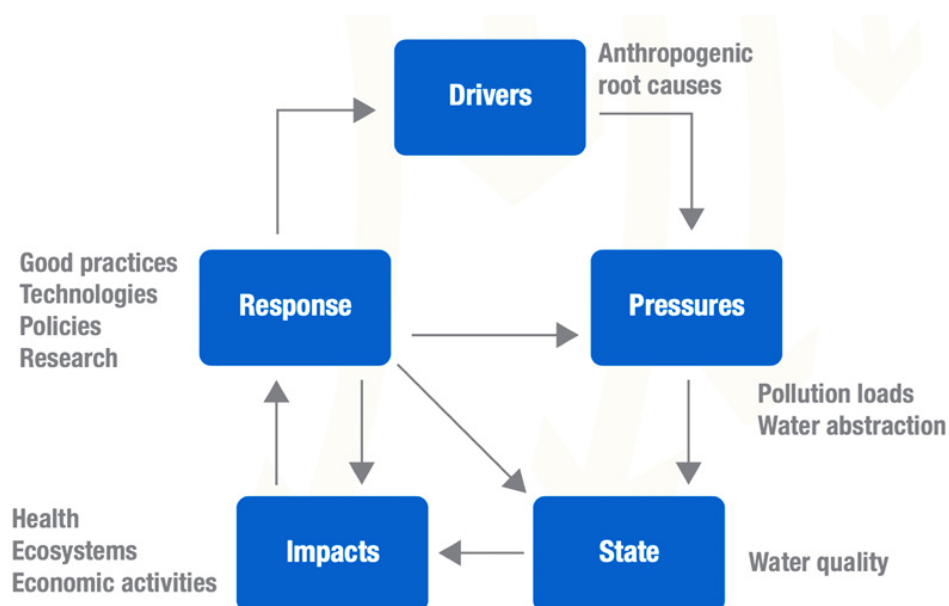 Drivers
Anthropogenic
root causes
Good practices
Technologies
Policies
Research
Response
Pressures
Pollution loads
Water abstraction
Health
Ecosystems
Economic activities
Impacts
State
Water quality